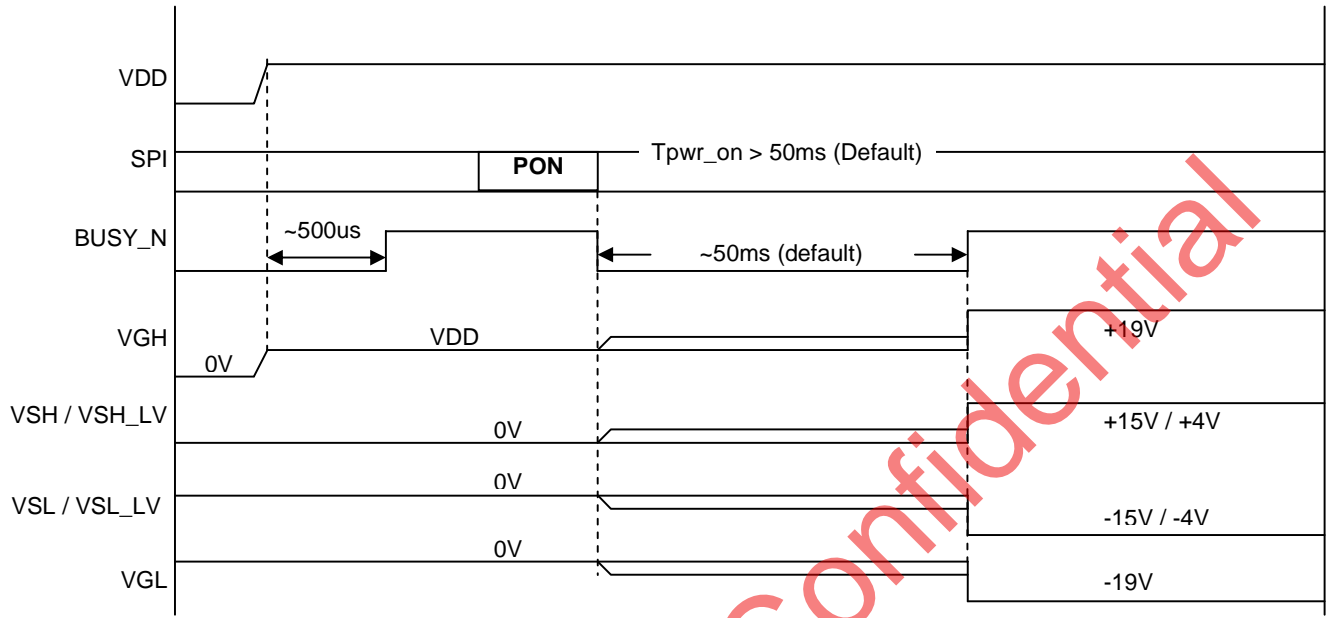 VDD
SPI
PON
Tpwr_on > 50ms (Default)
BUSY_N
~500us
~50ms (default)
VGH
0V
VDD
+19V
VSH / VSH_LV
0V
+15V / +4V
VSL / VSL_LV
0V
-15V / -4V
VGL
0V
-19V
Confidential